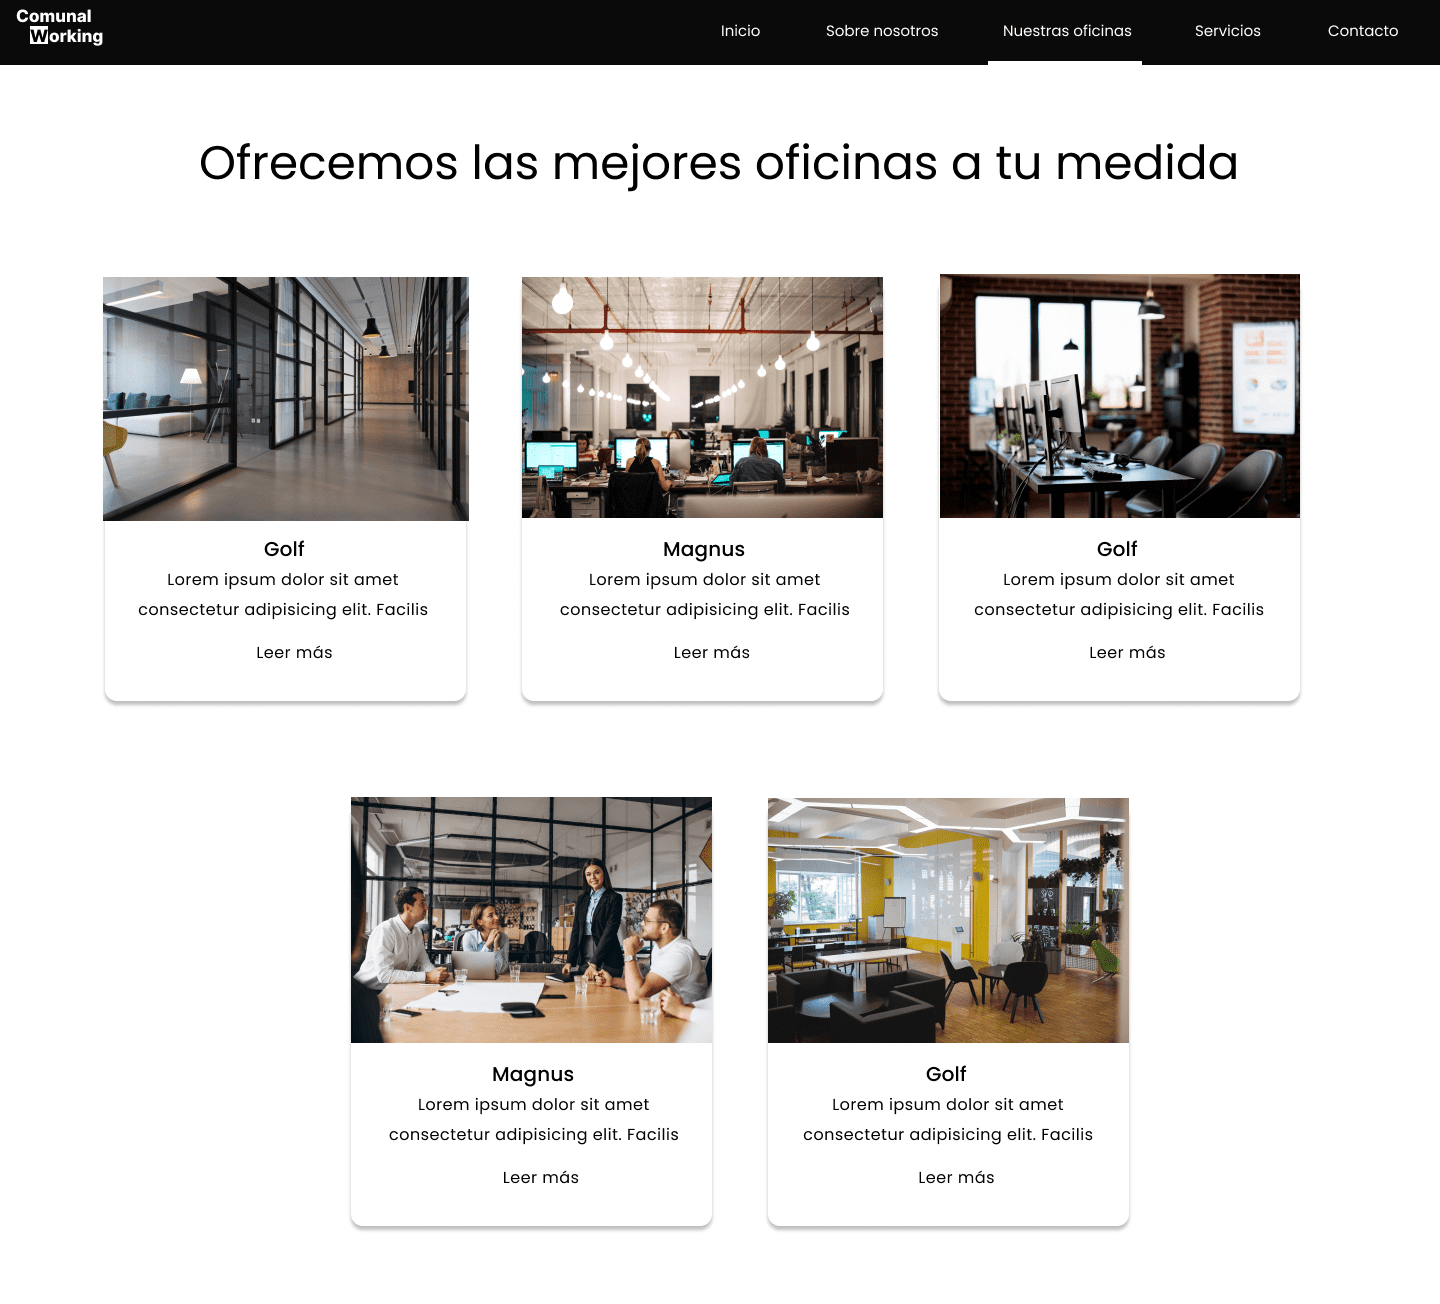 Comunal
Working
Inicio
Sobre nosotros
Nuestras oficinas
Servicios
Contacto
Ofrecemos las mejores oficinas a tu medida
Golf
Lorem ipsum dolor sit amet
consectetur adipisicing elit. Facilis
Leer más
Magnus
Lorem ipsum dolor sit amet
consectetur adipisicing elit. Facilis
Leer más
Golf
Lorem ipsum dolor sit amet
consectetur adipisicing elit. Facilis
Leer más
Magnus
Lorem ipsum dolor sit amet
consectetur adipisicing elit. Facilis
Leer más
Golf
Lorem ipsum dolor sit amet
consectetur adipisicing elit. Facilis
Leer más